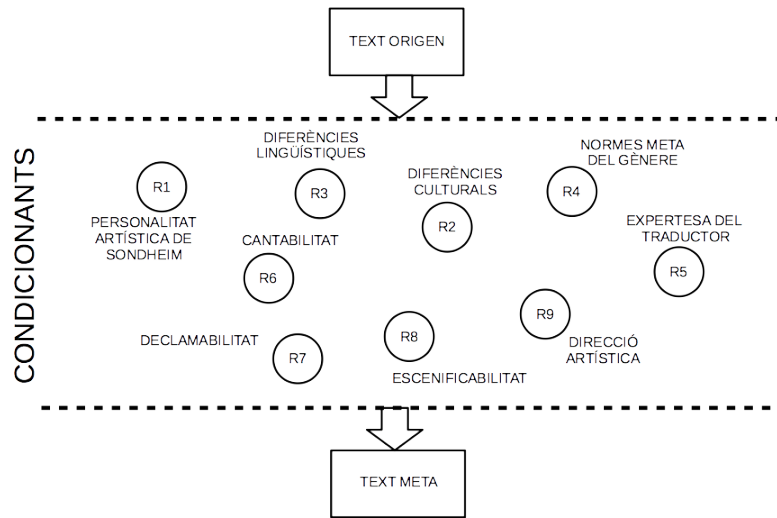 TEXT ORIGEN
CONDICIONANTS
DIFERÈNCIES
LINGÜÍSTIQUES
NORMES META
DEL GÈNERE
DIFERÈNCIES
CULTURALS
R1
R3
R4
R2
PERSONALITAT
ARTÍSTICA DE
SONDHEIM
EXPERTESA DEL
TRADUCTOR
CANTABILITAT
R6
R5
R9
DECLAMABILITAT
R7
R8
DIRECCIÓ
ARTÍSTICA
ESCENIFICABILITAT
TEXT META